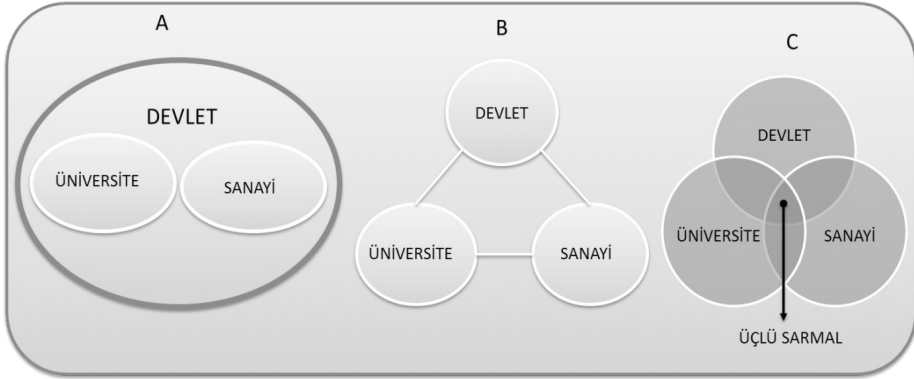 A
DEVLET
ÜNİVERSİTE
SANAYİ
B
DEVLET
ÜNİVERSİTE
SANAYİ
C
DEVLET
ÜNİVERSİTE
SANAYİ
ÜÇLÜ SARMAL